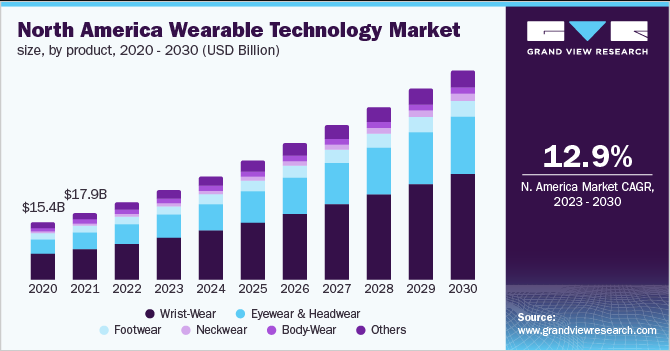 North America Wearable Technology Market
size, by product, 2020 - 2030 (USD Billion)
GRAND VIEW RESEARCH
$15.4B
$17.9B
2020 2021 2022 2023 2024 2025 2026 2027 2028 2029 2030
Wrist-Wear Eyewear & Headwear
Footwear Neckwear Body-Wear Others
12.9%
N. America Market CAGR,
2023 - 2030
Source:
www.grandviewresearch.com